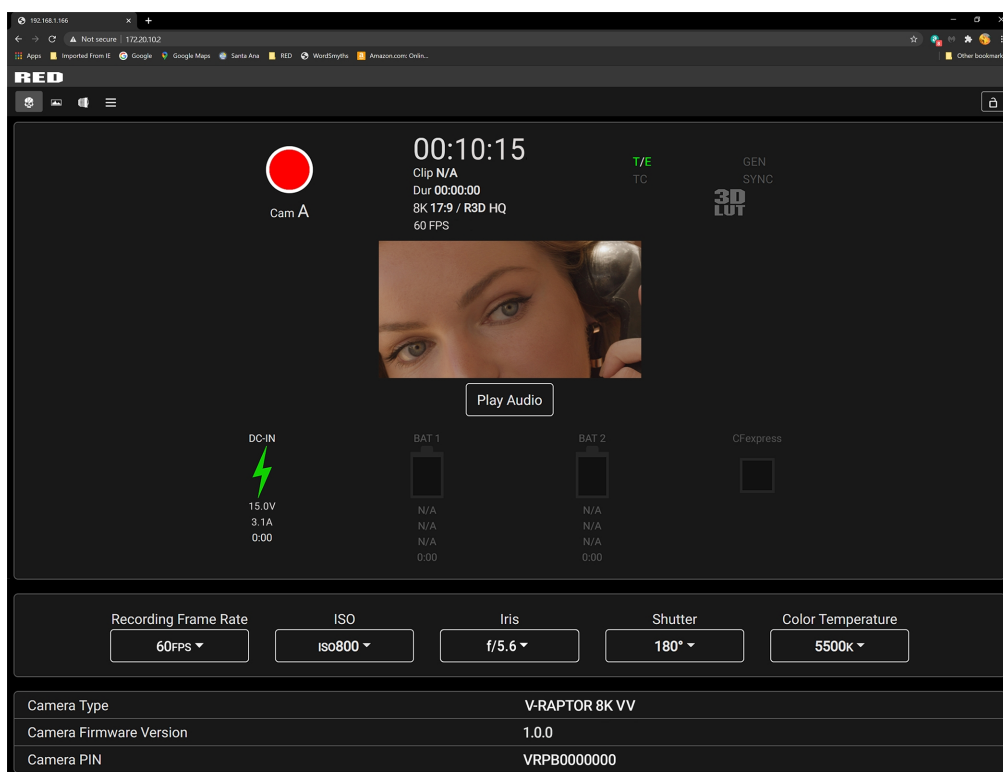 192.168.1.166
Not secure 172.20.10.2
Apps Imported From IE Google Google Maps Santa Ana RED WordSmyths Amazon.com: Onlin... Other bookmark
RED
00:10:15
T/E GEN
Clip N/A
TC SYNC
Dur 00:00:00
3D
LUT
Cam A
8K 17:9 / R3D HQ
60 FPS
Play Audio
DC-IN BAT 1 BAT 2 CFexpress
15.0V N/A N/A
3.1A N/A N/A
0:00 N/A N/A
0:00 0:00
Recording Frame Rate ISO Iris Shutter Color Temperature
60FPS ISO800 f/5.6 180° 5500K
Camera Type V-RAPTOR 8K VV
Camera Firmware Version 1.0.0
Camera PIN VRPB0000000